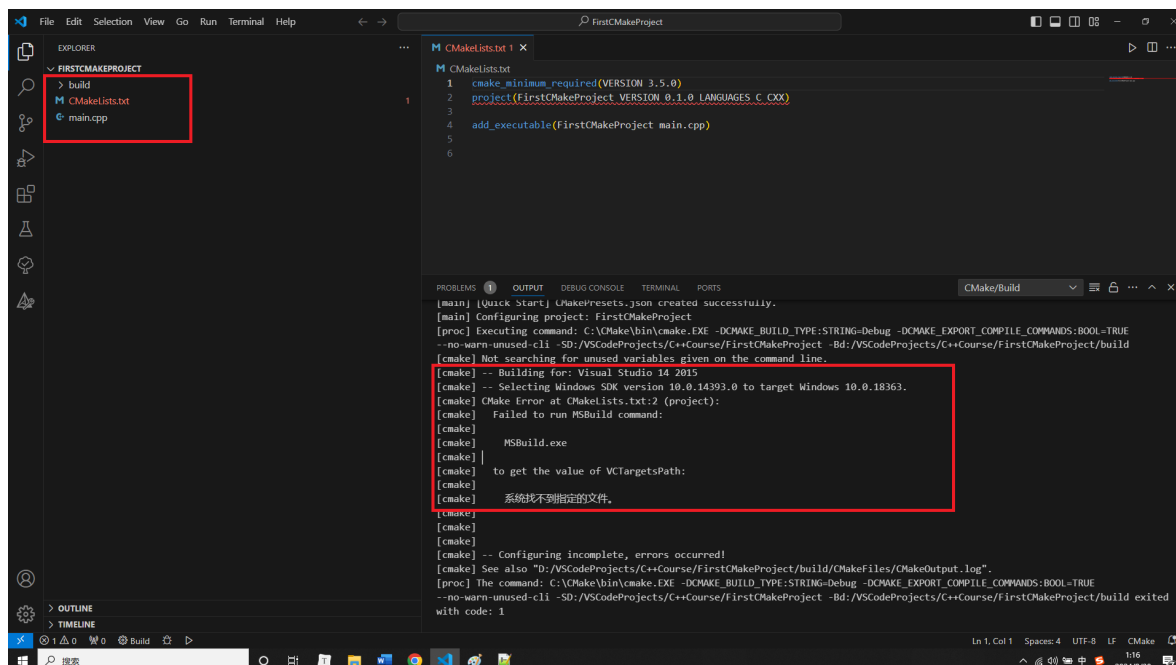 File Edit Selection View Go Run Terminal Help
FirstCMakeProject
EXPLORER
FIRSTCMAKEPROJECT
build
CMakeLists.txt 1
main.cpp
OUTLINE
TIMELINE
CMakeLists.txt 1
CMakeLists.txt
1 cmake_minimum_required(VERSION 3.5.0)
2 project(FirstCMakeProject VERSION 0.1.0 LANGUAGES C CXX)
3
4 add_executable(FirstCMakeProject main.cpp)
5
6
PROBLEMS 1 OUTPUT DEBUG CONSOLE TERMINAL PORTS CMake/Build
[main] [Quick Start] CMakePresets.json created successfully.
[main] Configuring project: FirstCMakeProject
[proc] Executing command: C:\CMake\bin\cmake.EXE -DCMAKE_BUILD_TYPE:STRING=Debug -DCMAKE_EXPORT_COMPILE_COMMANDS:BOOL=TRUE
--no-warn-unused-cli -SD:/VSCodeProjects/C++Course/FirstCMakeProject -Bd:/VSCodeProjects/C++Course/FirstCMakeProject/build
[cmake] Not searching for unused variables given on the command line.
[cmake] -- Building for: Visual Studio 14 2015
[cmake] -- Selecting Windows SDK version 10.0.14393.0 to target Windows 10.0.18363.
[cmake] CMake Error at CMakeLists.txt:2 (project):
[cmake] Failed to run MSBuild command:
[cmake]
[cmake] MSBuild.exe
[cmake]
[cmake] to get the value of VCTargetsPath:
[cmake]
[cmake] 系统找不到指定的文件。
[cmake]
[cmake]
[cmake]
[cmake] -- Configuring incomplete, errors occurred!
[cmake] See also "D:/VSCodeProjects/C++Course/FirstCMakeProject/build/CMakeFiles/CMakeOutput.log".
[proc] The command: C:\CMake\bin\cmake.EXE -DCMAKE_BUILD_TYPE:STRING=Debug -DCMAKE_EXPORT_COMPILE_COMMANDS:BOOL=TRUE
--no-warn-unused-cli -SD:/VSCodeProjects/C++Course/FirstCMakeProject -Bd:/VSCodeProjects/C++Course/FirstCMakeProject/build exited
with code: 1
1 0 0 Build Ln 1, Col 1 Spaces: 4 UTF-8 LF CMake
搜索 中 1:16